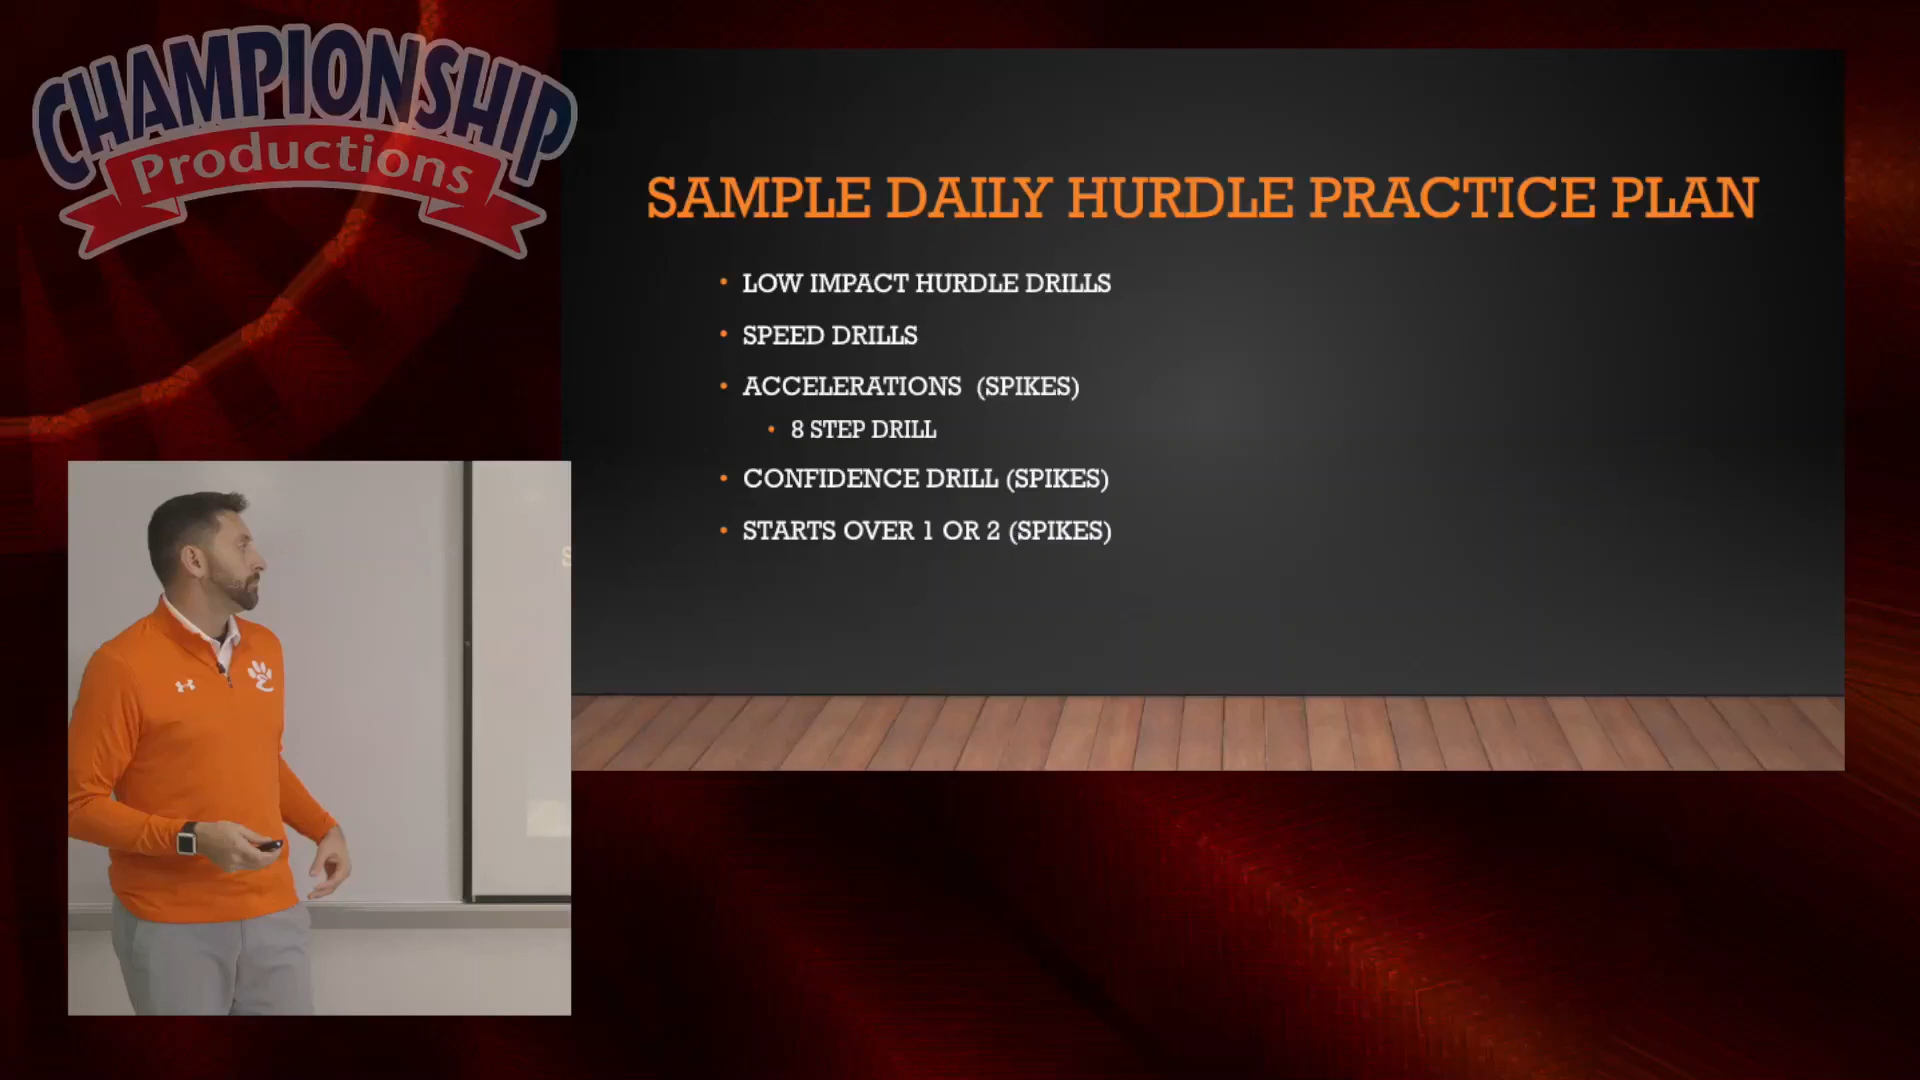 CHAMPIONSHIP
Productions
SAMPLE DAILY HURDLE PRACTICE PLAN
• LOW IMPACT HURDLE DRILLS
• SPEED DRILLS
• ACCELERATIONS (SPIKES)
• 8 STEP DRILL
• CONFIDENCE DRILL (SPIKES)
• STARTS OVER 1 OR 2 (SPIKES)